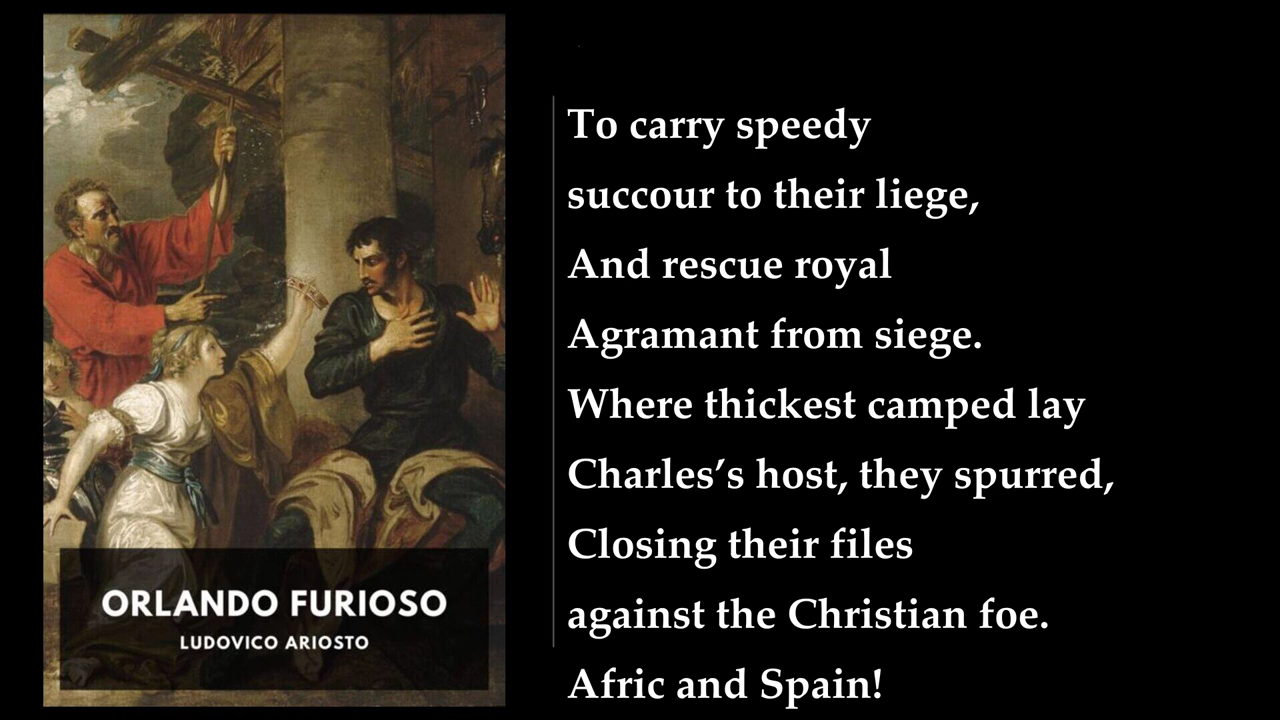 ORLANDO FURIOSO
LUDOVICO ARIOSTO
To carry speedy
succour to their liege,
And rescue royal
Agramant from siege.
Where thickest camped lay
Charles’s host, they spurred,
Closing their files
against the Christian foe.
Afric and Spain!